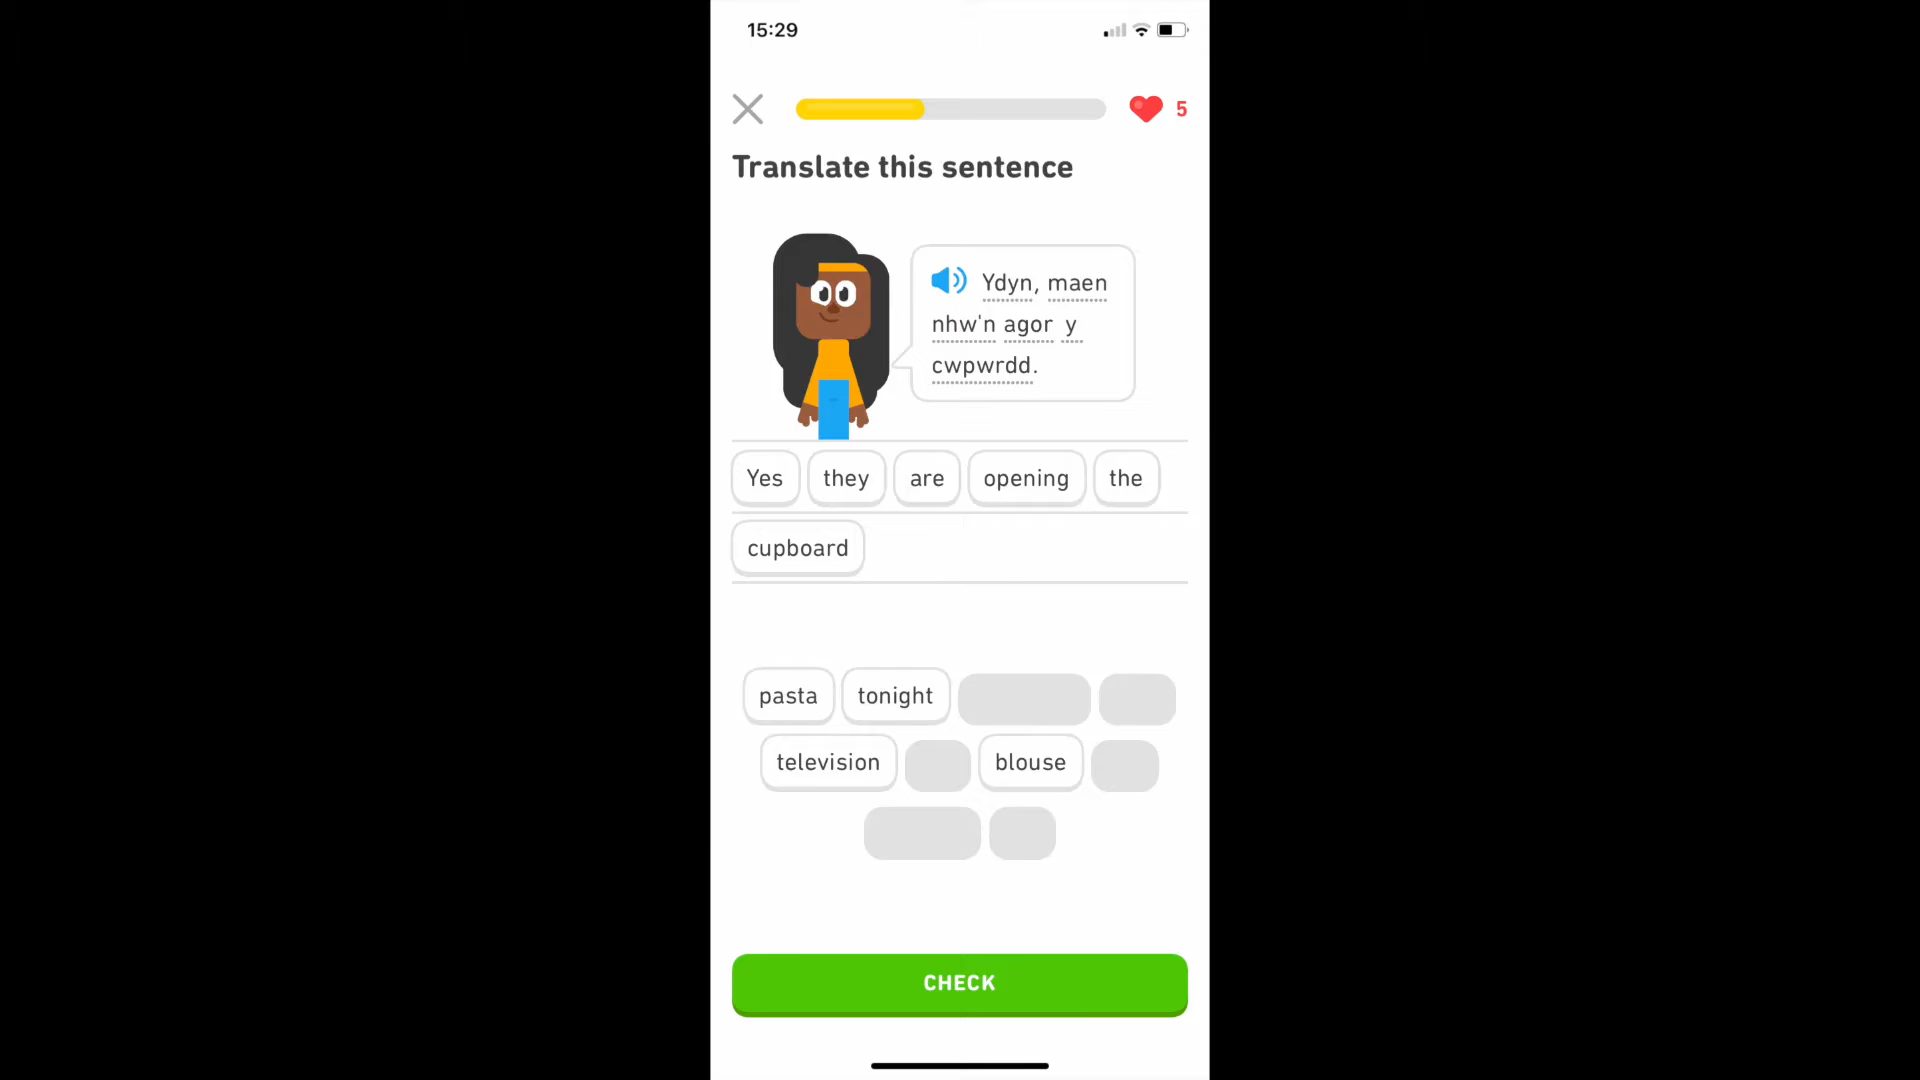 15:29
5
Translate this sentence
Ydyn, maen
nhw'n agor y
cwpwrdd.
Yes they are opening the
cupboard
pasta tonight
television blouse
CHECK